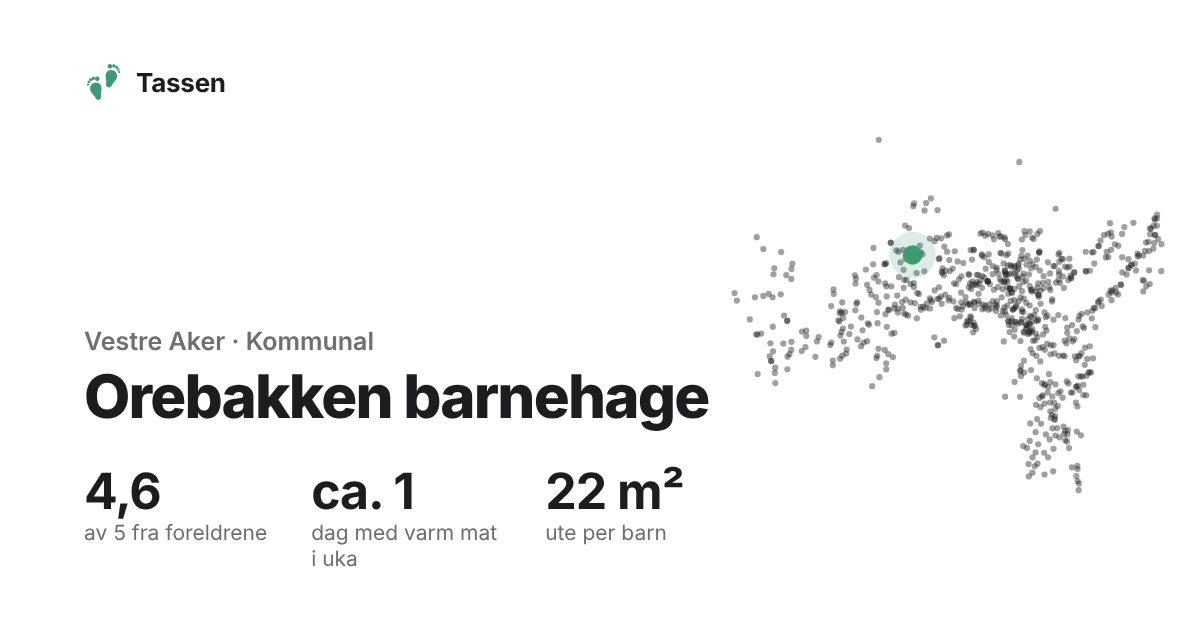 Tassen
Vestre Aker · Kommunal
Orebakken barnehage
4,6
av 5 fra foreldrene
ca. 1
dag med varm mat
i uka
22 m²
ute per barn